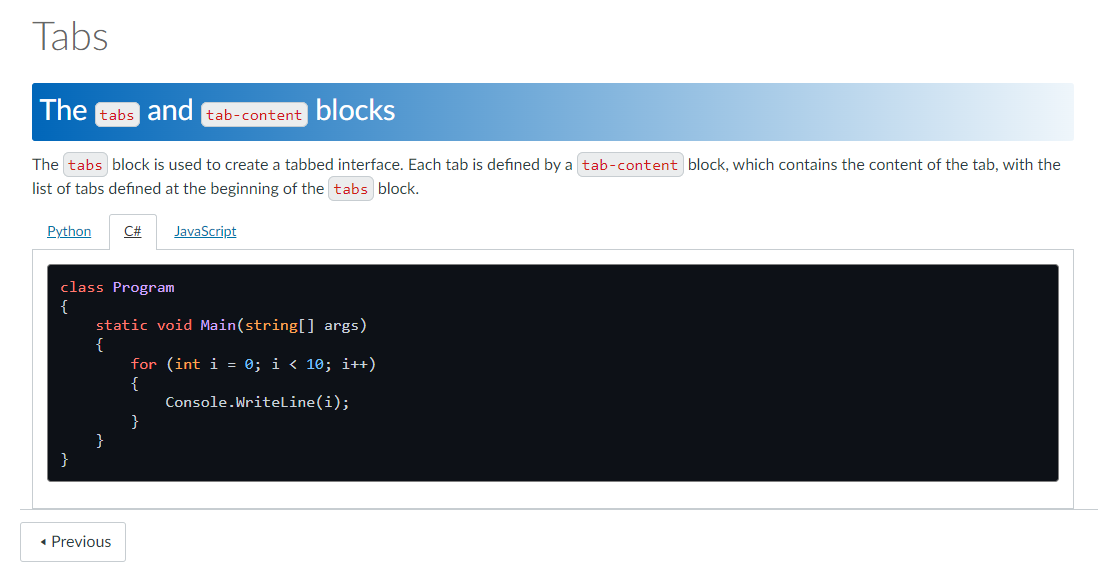 Tabs
The tabs and tab-content blocks
The tabs block is used to create a tabbed interface. Each tab is defined by a tab-content block, which contains the content of the tab, with the
list of tabs defined at the beginning of the tabs block.
Python C# JavaScript
class Program
{
    static void Main(string[] args)
    {
        for (int i = 0; i < 10; i++)
        {
            Console.WriteLine(i);
        }
    }
}
Previous